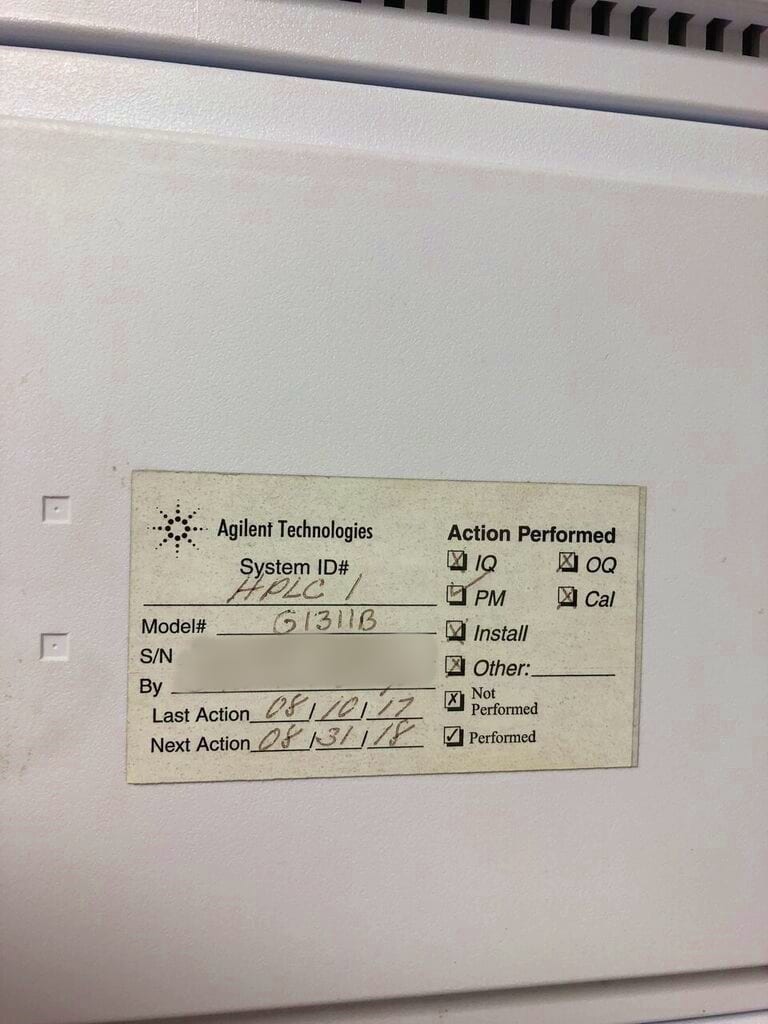 Agilent Technologies
System ID#
HPLC 1
Model# G1311B
S/N
By
Last Action 08/10/17
Next Action 08/31/18
Action Performed
IQ OQ
PM Cal
Install
Other:
Not
Performed
Performed